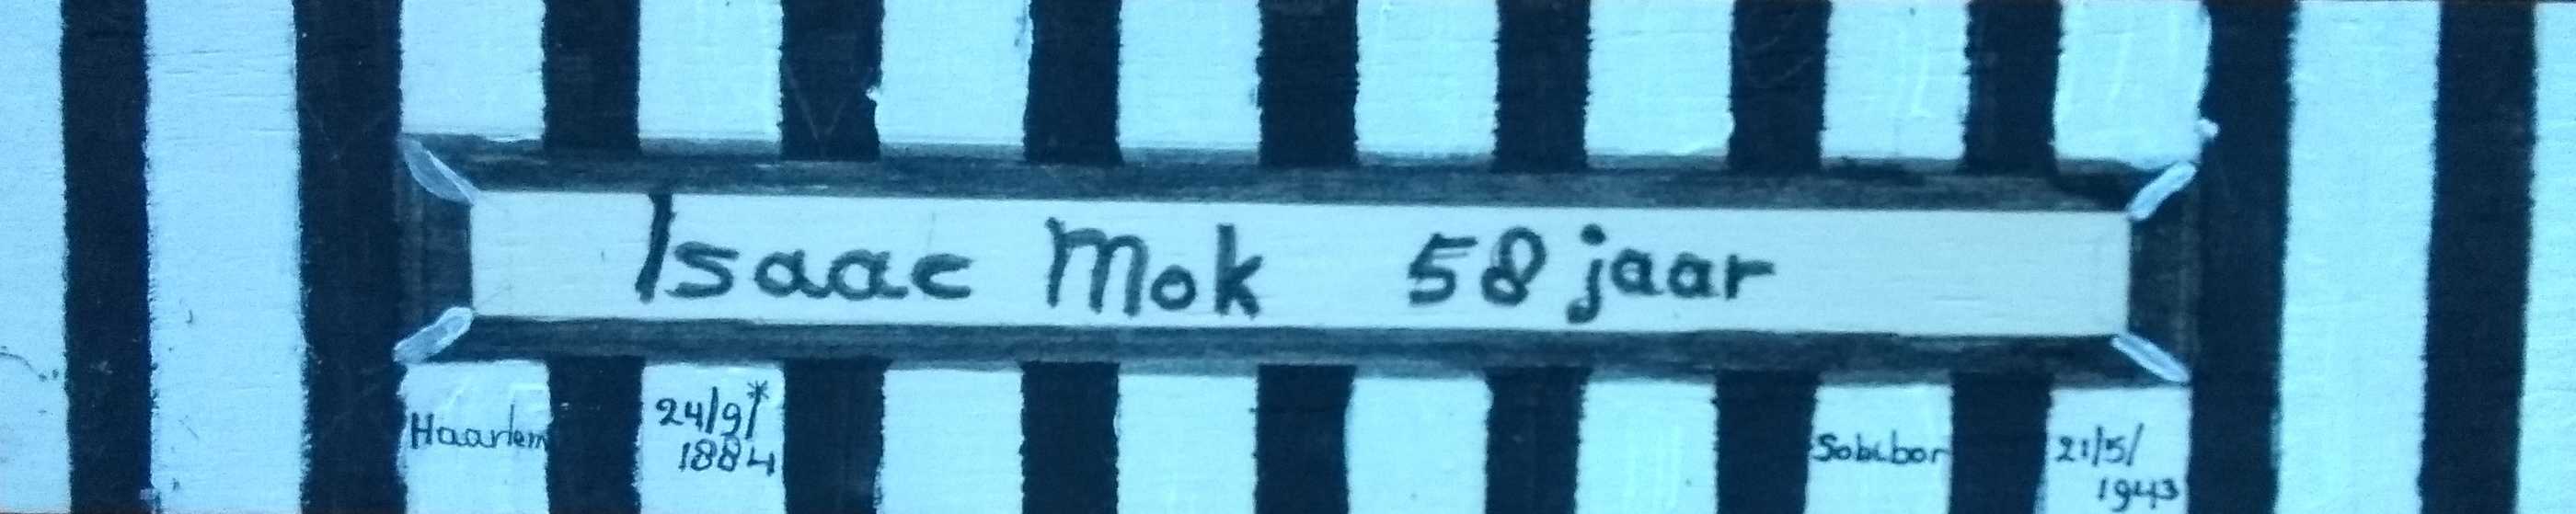 Isaac Mok 58 jaar
Haarlem
24/9/*
1884
Sobibor
21/5/
1943